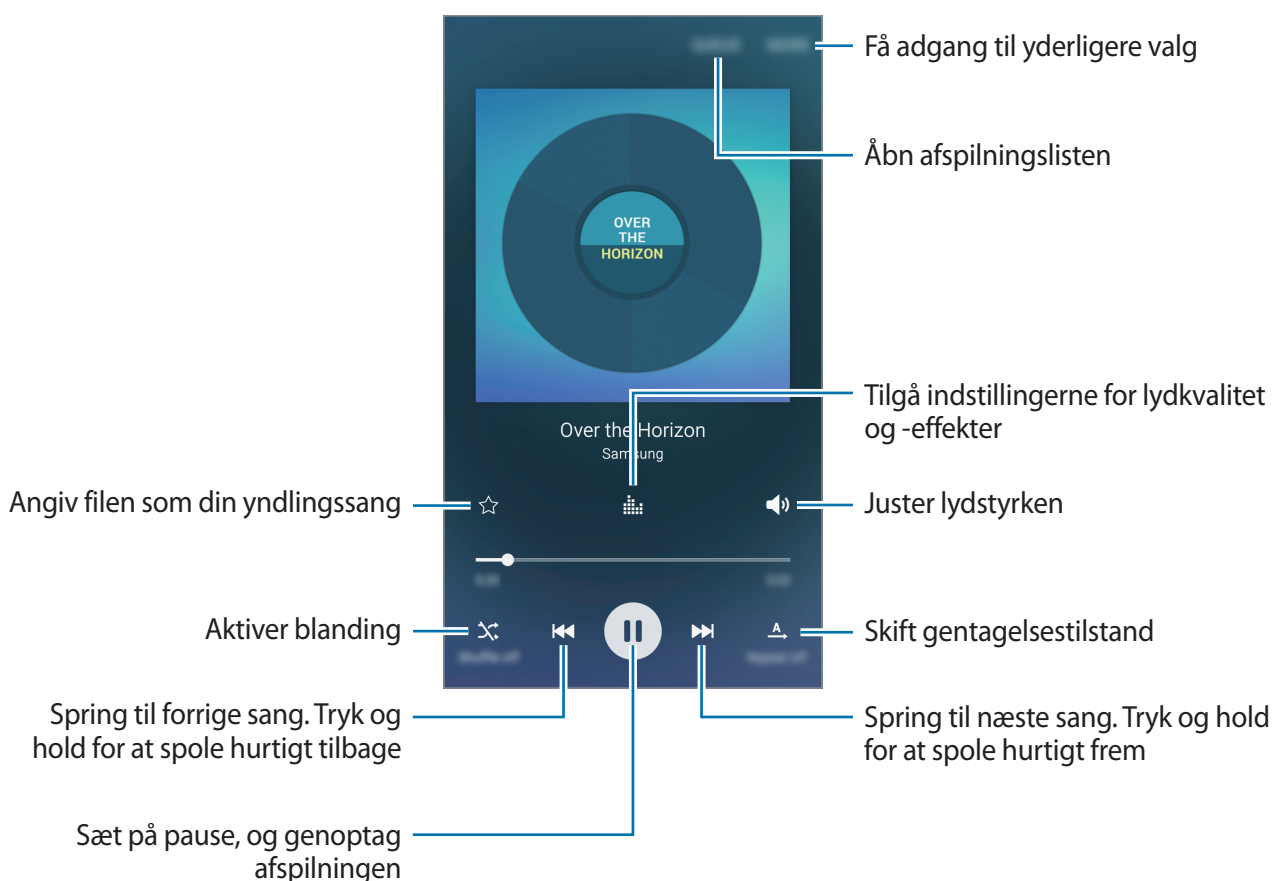 Få adgang til yderligere valg
Åbn afspilningslisten
OVER
THE
HORIZON
Tilgå indstillingerne for lydkvalitet
og -effekter
Over the Horizon
Samsung
Angiv filen som din yndlingssang
Juster lydstyrken
Aktiver blanding
A
Skift gentagelsestilstand
Spring til forrige sang. Tryk og
hold for at spole hurtigt tilbage
Spring til næste sang. Tryk og hold
for at spole hurtigt frem
Sæt på pause, og genoptag
afspilningen